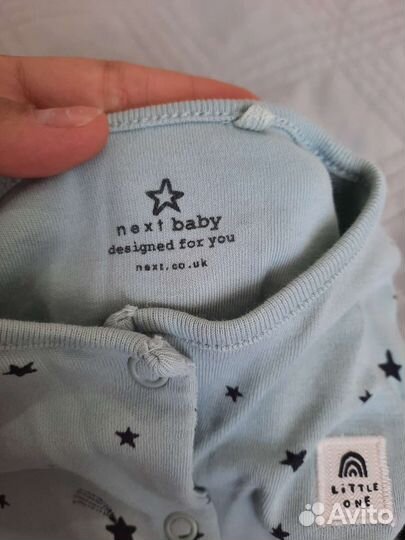 next baby
designed for you
next.co.uk
LiTTLE
ONE
Avito